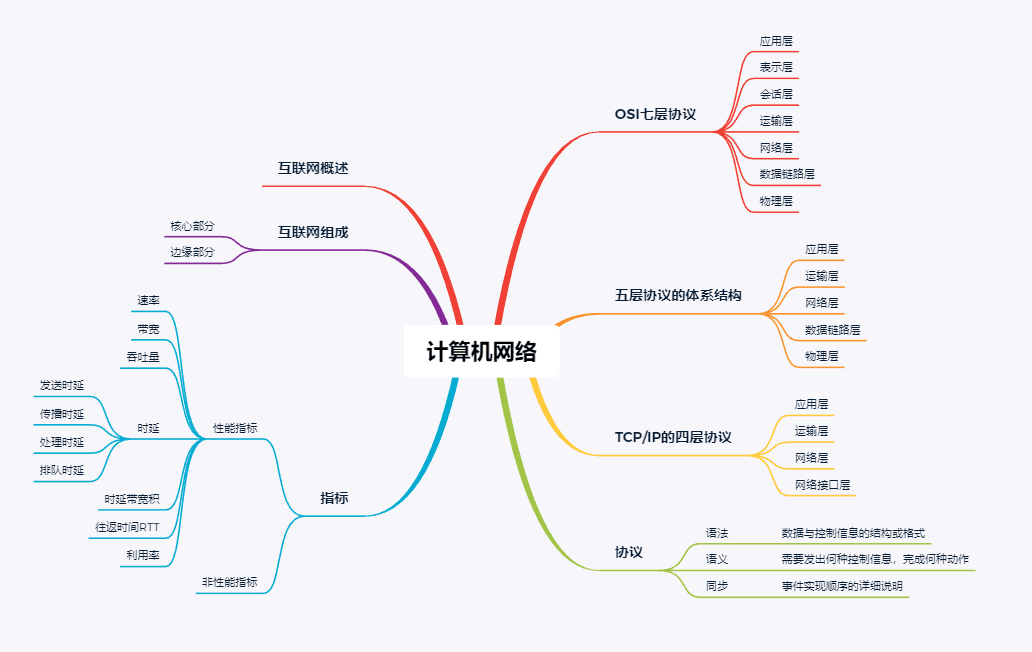 计算机网络
OSI七层协议
应用层
表示层
会话层
运输层
网络层
数据链路层
物理层
五层协议的体系结构
应用层
运输层
网络层
数据链路层
物理层
TCP/IP的四层协议
应用层
运输层
网络层
网络接口层
协议
语法 数据与控制信息的结构或格式
语义 需要发出何种控制信息，完成何种动作
同步 事件实现顺序的详细说明
互联网概述
互联网组成
核心部分
边缘部分
指标
性能指标
速率
带宽
吞吐量
时延
发送时延
传播时延
处理时延
排队时延
时延带宽积
往返时间RTT
利用率
非性能指标